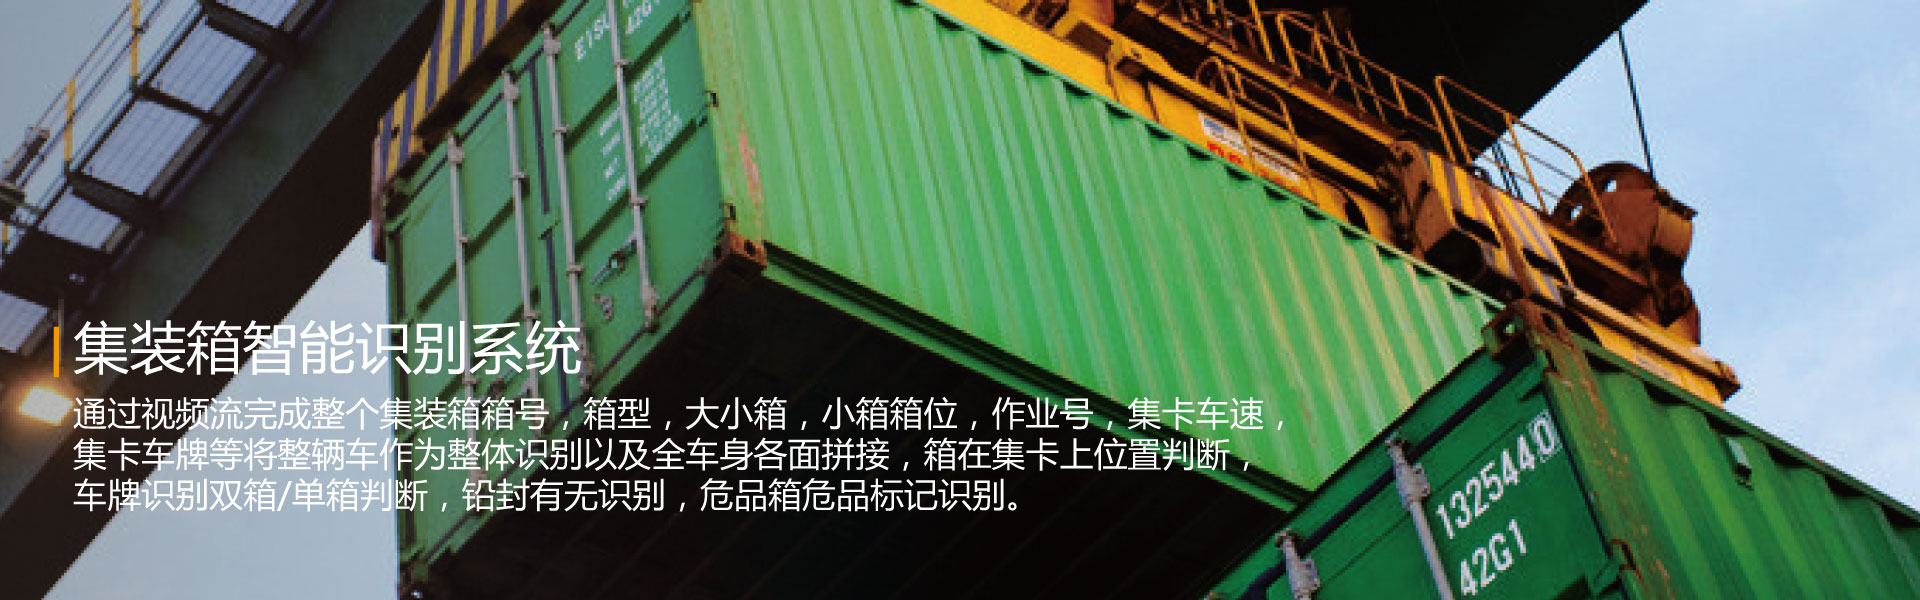 EISU
42G1
集装箱智能识别系统
通过视频流完成整个集装箱箱号，箱型，大小箱，小箱箱位，作业号，集卡车速，
集卡车牌等将整辆车作为整体识别以及全车身各面拼接，箱在集卡上位置判断，
车牌识别双箱/单箱判断，铅封有无识别，危品箱危品标记识别。
132544 0
42G1